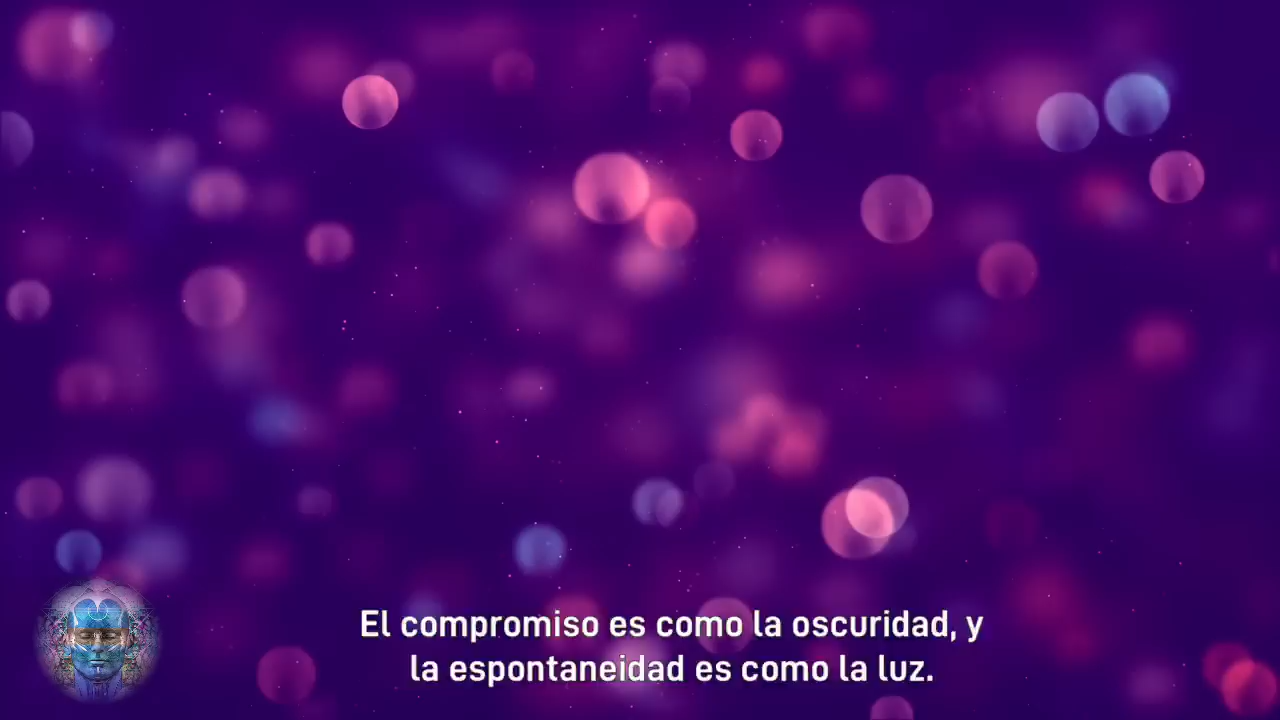 El compromiso es como la oscuridad, y
la espontaneidad es como la luz.